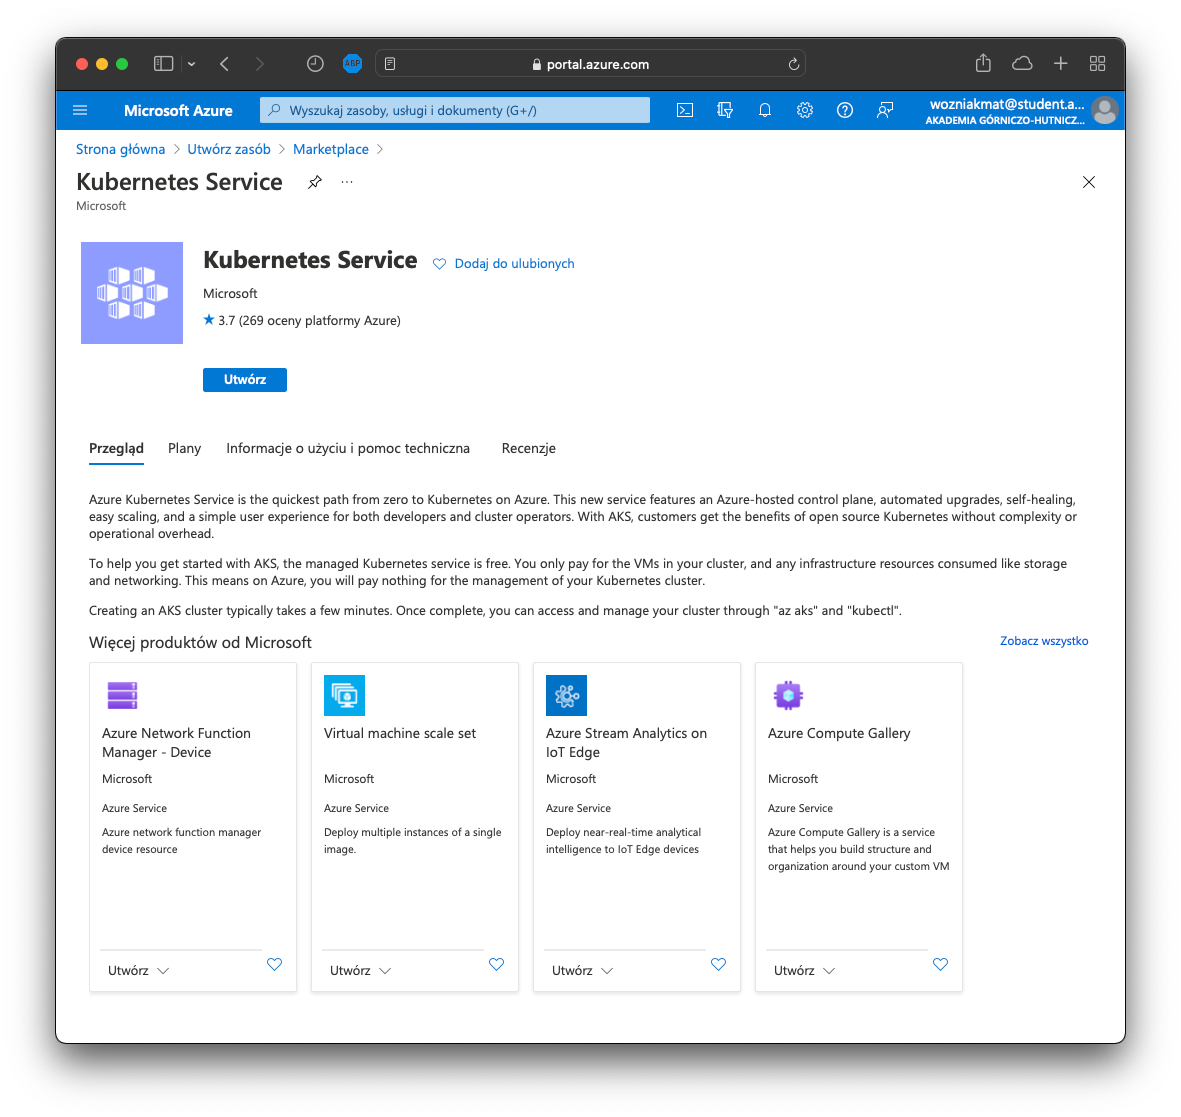 ABP
portal.azure.com
Microsoft Azure
Wyszukaj zasoby, usługi i dokumenty (G+/)
wozniakmat@student.a...
AKADEMIA GÓRNICZO-HUTNICZ...
Strona główna > Utwórz zasób > Marketplace >
Kubernetes Service
...
Microsoft
Kubernetes Service
Dodaj do ulubionych
Microsoft
★ 3.7 (269 oceny platformy Azure)
Utwórz
Przegląd Plany Informacje o użyciu i pomoc techniczna Recenzje
Azure Kubernetes Service is the quickest path from zero to Kubernetes on Azure. This new service features an Azure-hosted control plane, automated upgrades, self-healing,
easy scaling, and a simple user experience for both developers and cluster operators. With AKS, customers get the benefits of open source Kubernetes without complexity or
operational overhead.
To help you get started with AKS, the managed Kubernetes service is free. You only pay for the VMs in your cluster, and any infrastructure resources consumed like storage
and networking. This means on Azure, you will pay nothing for the management of your Kubernetes cluster.
Creating an AKS cluster typically takes a few minutes. Once complete, you can access and manage your cluster through "az aks" and "kubectl".
Więcej produktów od Microsoft
Zobacz wszystko
Azure Network Function
Manager - Device
Microsoft
Azure Service
Azure network function manager
device resource
Utwórz
Virtual machine scale set
Microsoft
Azure Service
Deploy multiple instances of a single
image.
Utwórz
Azure Stream Analytics on
IoT Edge
Microsoft
Azure Service
Deploy near-real-time analytical
intelligence to IoT Edge devices
Utwórz
Azure Compute Gallery
Microsoft
Azure Service
Azure Compute Gallery is a service
that helps you build structure and
organization around your custom VM
Utwórz